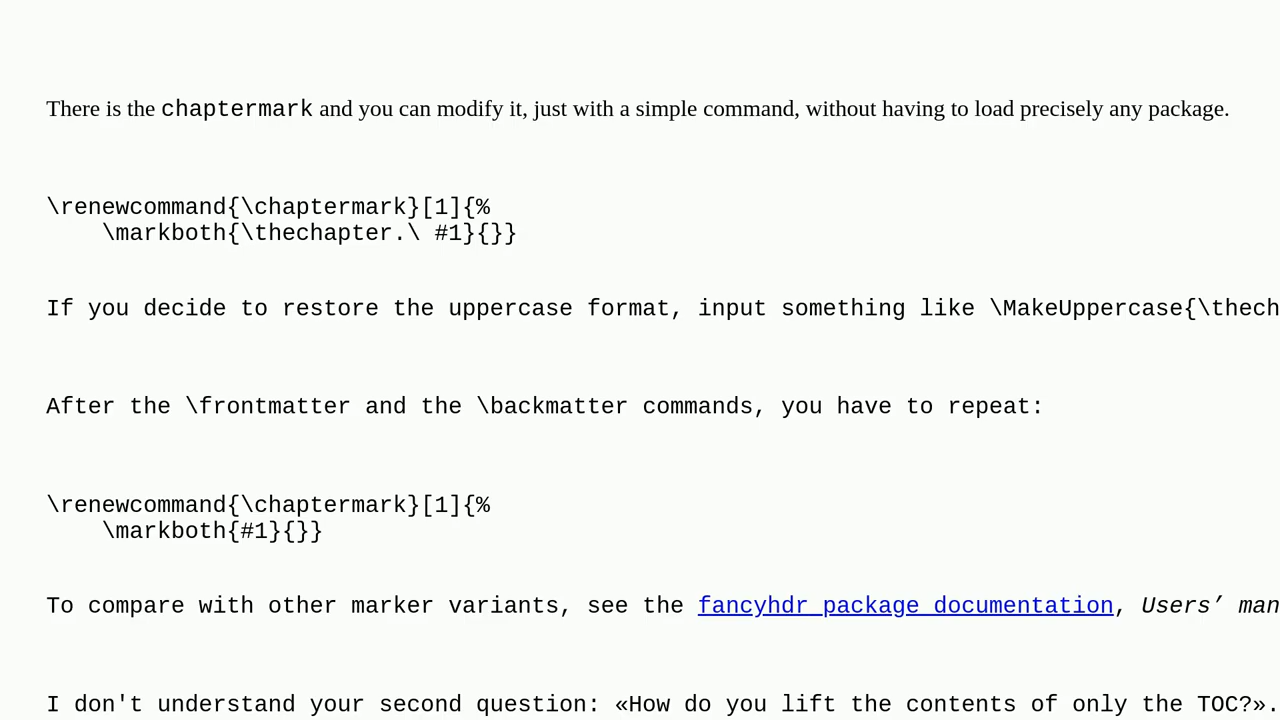 There is the chaptermark and you can modify it, just with a simple command, without having to load precisely any package.
\renewcommand{\chaptermark}[1]{%
    \markboth{\thechapter.\ #1}{}}
If you decide to restore the uppercase format, input something like \MakeUppercase{\thech
After the \frontmatter and the \backmatter commands, you have to repeat:
\renewcommand{\chaptermark}[1]{%
    \markboth{#1}{}}
To compare with other marker variants, see the fancyhdr package documentation, Users’ man
I don't understand your second question: «How do you lift the contents of only the TOC?».